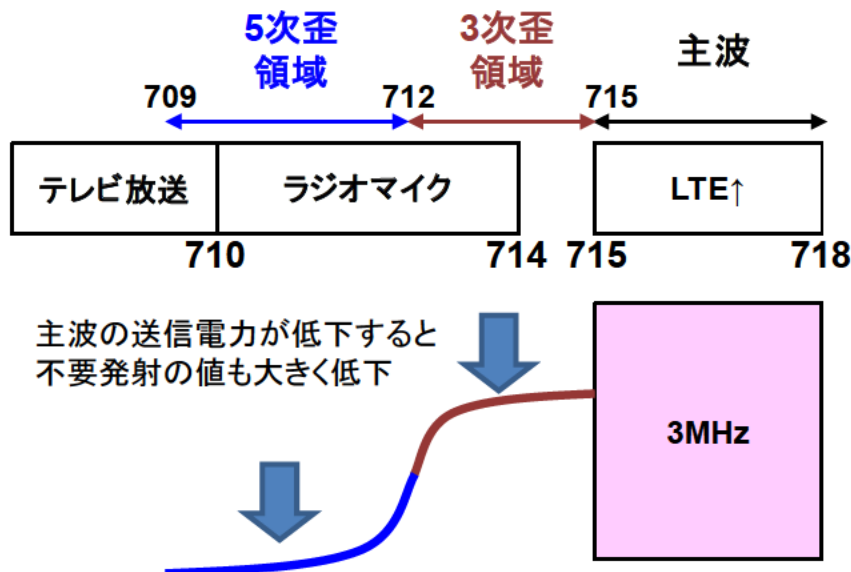 5次歪
領域
3次歪
領域
主波
709
712
715
テレビ放送
ラジオマイク
LTE↑
710
714
715
718
主波の送信電力が低下すると
不要発射の値も大きく低下
3MHz